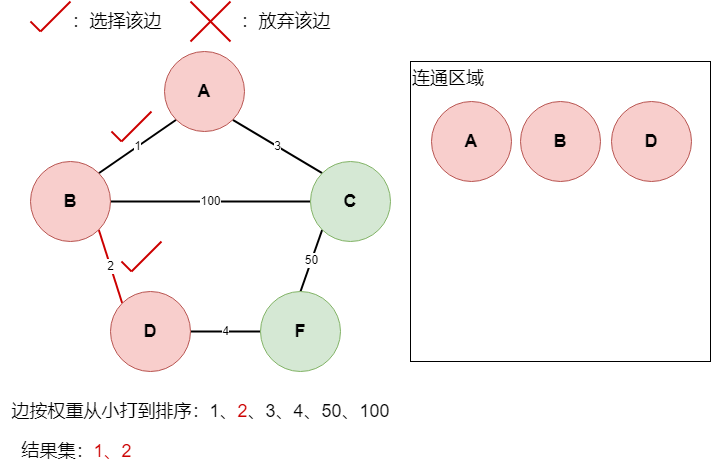 ：选择该边 ：放弃该边
连通区域
A
A B D
1 3
B 100 C
2 50
D 4 F
边按权重从小打到排序：1、2、3、4、50、100
结果集：1、2